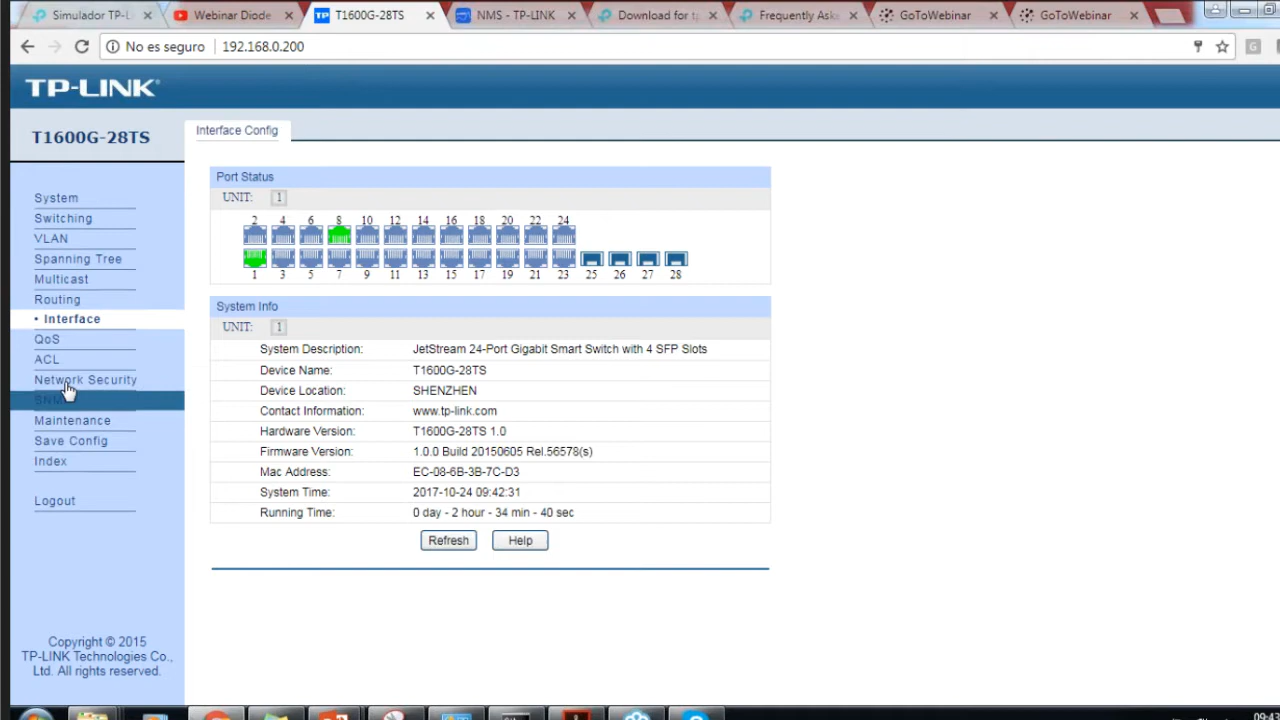 Simulador TP-L
Webinar Diode
T1600G-28TS
NMS - TP-LINK
Download for tp
Frequently Aske
GoToWebinar
GoToWebinar
No es seguro
192.168.0.200
TP-LINK
T1600G-28TS
Interface Config
System
Switching
VLAN
Spanning Tree
Multicast
Routing
• Interface
QoS
ACL
Network Security
Maintenance
Save Config
Index
Logout
Copyright © 2015
TP-LINK Technologies Co.,
Ltd. All rights reserved.
Port Status
UNIT: 1
2 4 6 8 10 12 14 16 18 20 22 24
1 3 5 7 9 11 13 15 17 19 21 23 25 26 27 28
System Info
UNIT: 1
System Description: JetStream 24-Port Gigabit Smart Switch with 4 SFP Slots
Device Name: T1600G-28TS
Device Location: SHENZHEN
Contact Information: www.tp-link.com
Hardware Version: T1600G-28TS 1.0
Firmware Version: 1.0.0 Build 20150605 Rel.56578(s)
Mac Address: EC-08-6B-3B-7C-D3
System Time: 2017-10-24 09:42:31
Running Time: 0 day - 2 hour - 34 min - 40 sec
Refresh Help